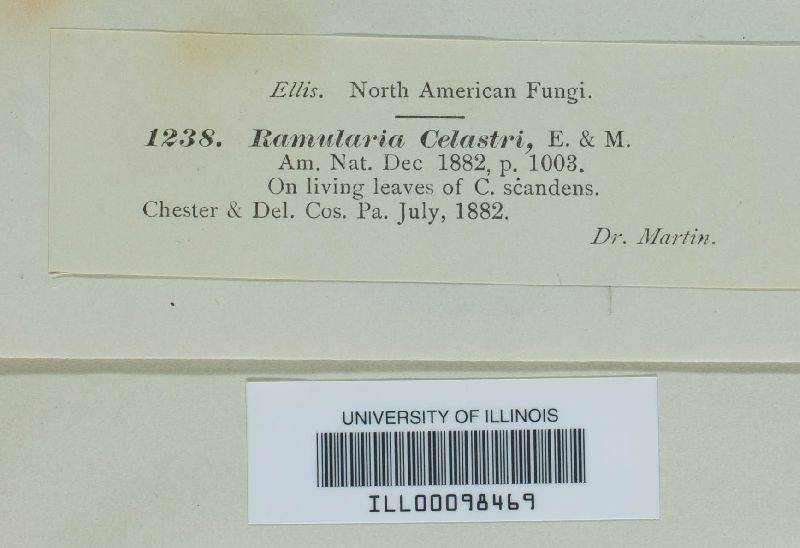 Ellis. North American Fungi.
1238. Ramularia Celastri, E. & M.
Am. Nat. Dec 1882, p. 1003.
On living leaves of C. scandens.
Chester & Del. Cos. Pa. July, 1882.
Dr. Martin.
UNIVERSITY OF ILLINOIS
ILL00098469